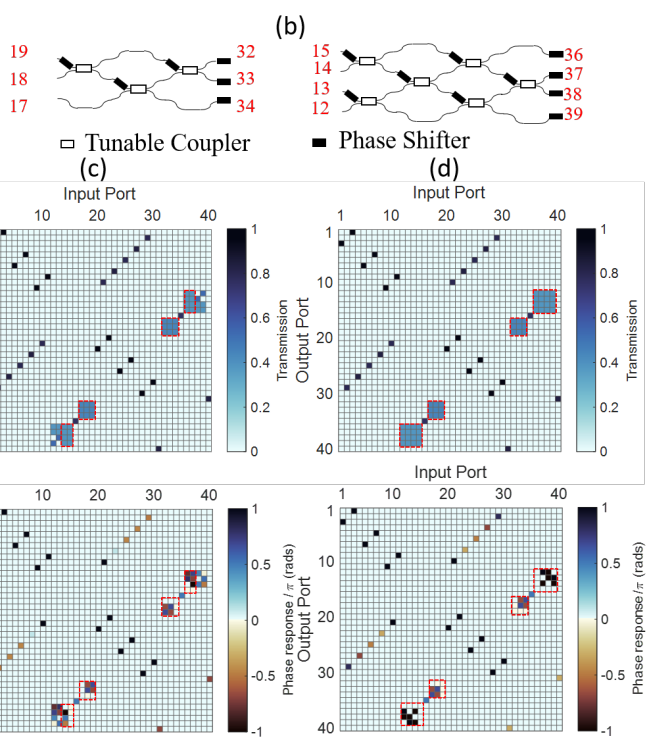 (b)
19
18
17
32
33
34
15
14
13
12
36
37
38
39
Tunable Coupler
Phase Shifter
(c)
(d)
Input Port
10 20 30 40
1
0.8
0.6
0.4
0.2
0
Transmission
Input Port
1 10 20 30 40
1
10
20
30
40
Output Port
1
0.8
0.6
0.4
0.2
0
Transmission
10 20 30 40
1
0.5
0
-0.5
-1
Phase response/π (rads)
Input Port
1 10 20 30 40
1
10
20
30
40
Output Port
1
0.5
0
-0.5
-1
Phase response/π (rads)